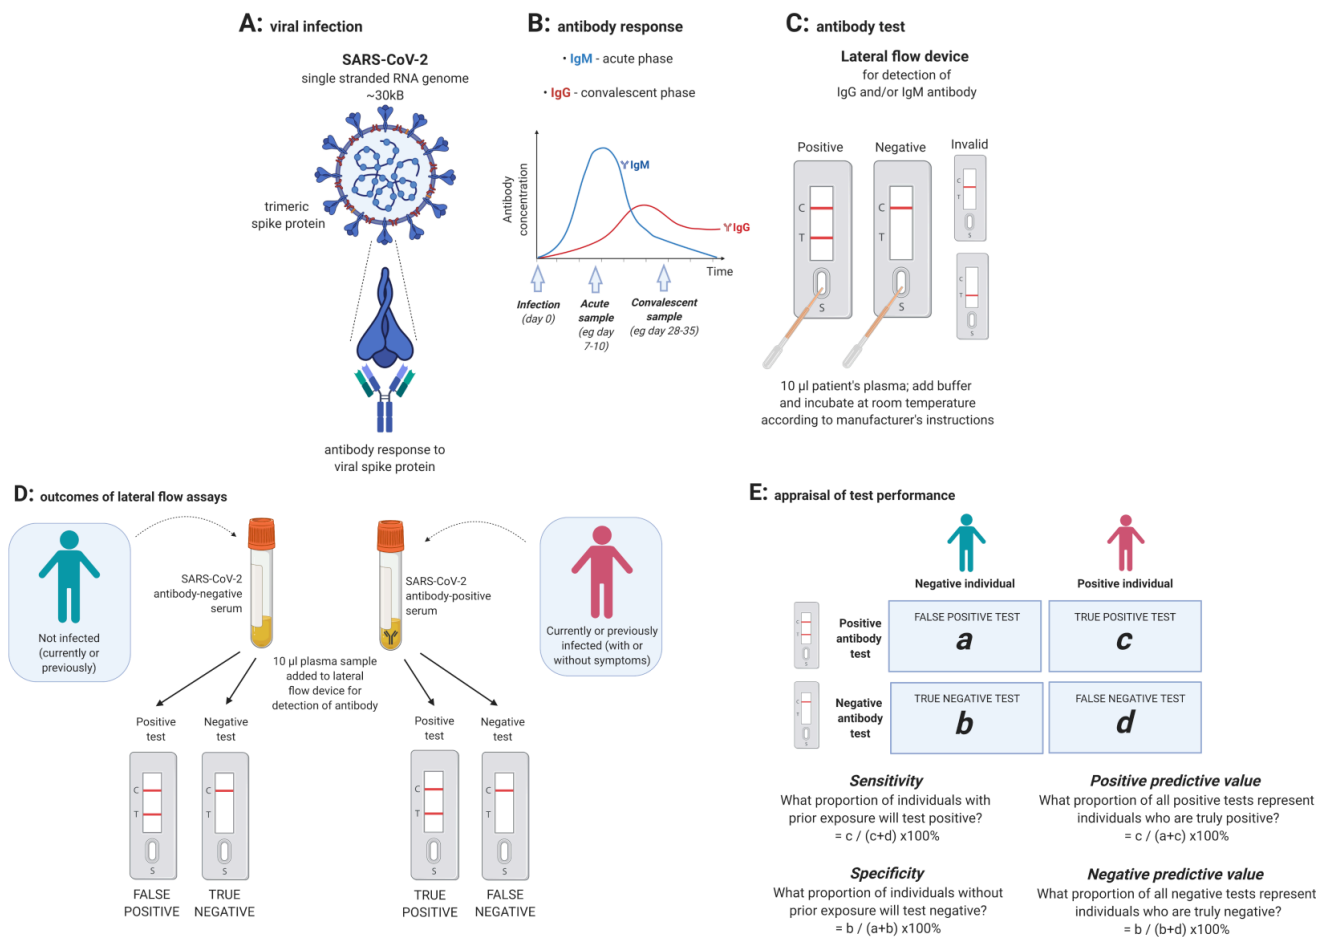 A: viral infection
SARS-CoV-2
single stranded RNA genome
~30kB
trimeric
spike protein
antibody response to
viral spike protein
B: antibody response
• IgM - acute phase
• IgG - convalescent phase
Antibody
concentration
IgM
IgG
Time
Infection
(day 0)
Acute
sample
(eg day
7-10)
Convalescent
sample
(eg day 28-35)
C: antibody test
Lateral flow device
for detection of
IgG and/or IgM antibody
Positive
Negative
Invalid
C
T
S
C
T
S
C
T
S
C
T
S
10 µl patient's plasma; add buffer
and incubate at room temperature
according to manufacturer's instructions
D: outcomes of lateral flow assays
Not infected
(currently or
previously)
SARS-CoV-2
antibody-negative
serum
SARS-CoV-2
antibody-positive
serum
Currently or previously
infected (with or
without symptoms)
10 µl plasma sample
added to lateral
flow device for
detection of antibody
Positive
test
Negative
test
Positive
test
Negative
test
C
T
S
C
T
S
C
T
S
C
T
S
FALSE
POSITIVE
TRUE
NEGATIVE
TRUE
POSITIVE
FALSE
NEGATIVE
E: appraisal of test performance
Negative individual
Positive individual
C
T
S
Positive
antibody
test
FALSE POSITIVE TEST
a
TRUE POSITIVE TEST
c
C
T
S
Negative
antibody
test
TRUE NEGATIVE TEST
b
FALSE NEGATIVE TEST
d
Sensitivity
What proportion of individuals with
prior exposure will test positive?
= c / (c+d) x100%
Positive predictive value
What proportion of all positive tests represent
individuals who are truly positive?
= c / (a+c) x100%
Specificity
What proportion of individuals without
prior exposure will test negative?
= b / (a+b) x100%
Negative predictive value
What proportion of all negative tests represent
individuals who are truly negative?
= b / (b+d) x100%